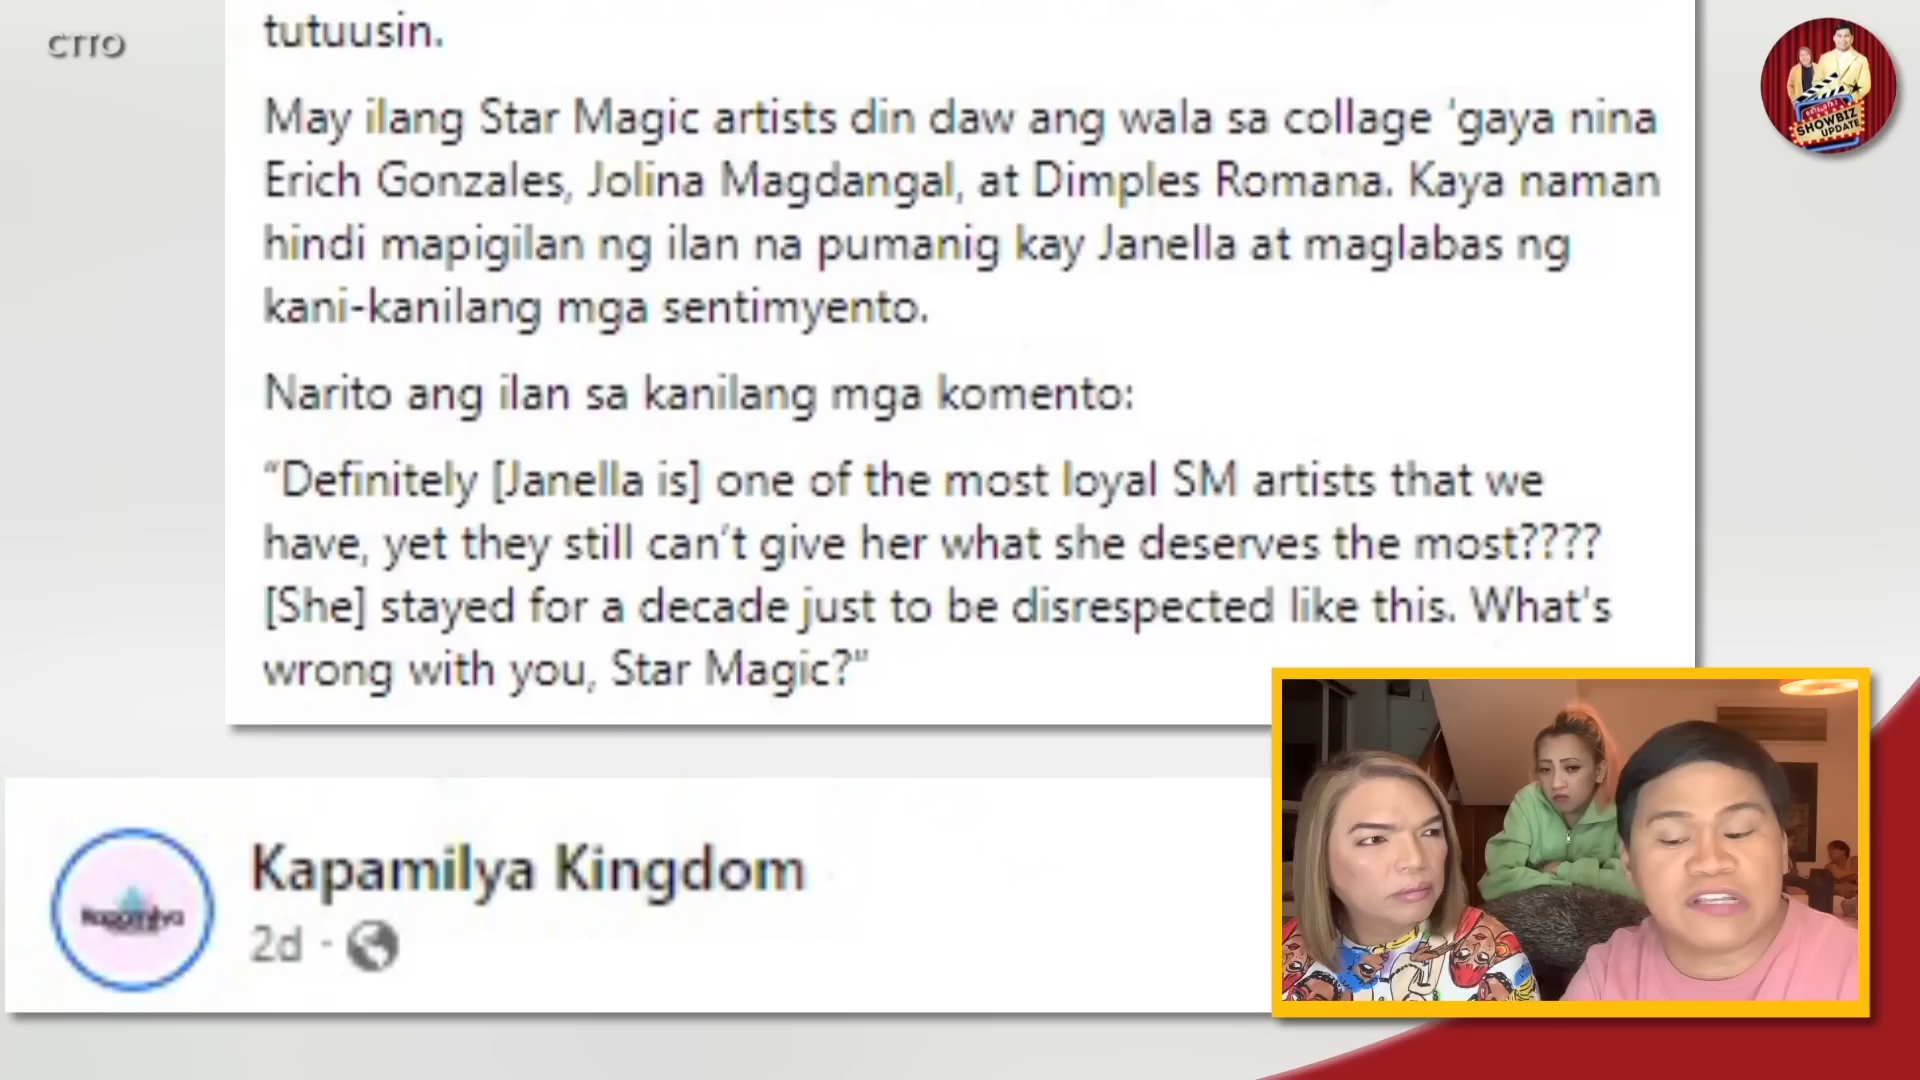 CTTO
tutuusin.
May ilang Star Magic artists din daw ang wala sa collage 'gaya nina
Erich Gonzales, Jolina Magdangal, at Dimples Romana. Kaya naman
hindi mapigilan ng ilan na pumanig kay Janella at maglabas ng
kani-kanilang mga sentimyento.
Narito ang ilan sa kanilang mga komento:
"Definitely [Janella is] one of the most loyal SM artists that we
have, yet they still can't give her what she deserves the most????
[She] stayed for a decade just to be disrespected like this. What's
wrong with you, Star Magic?"
SHOWBIZ
UPDATE
Kapamilya
Kapamilya Kingdom
2d ·